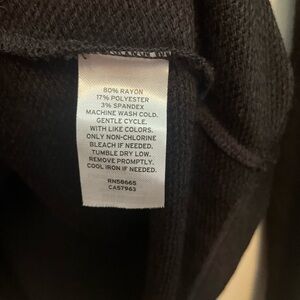 80% RAYON
17% POLYESTER
3% SPANDEX
MACHINE WASH COLD.
GENTLE CYCLE.
WITH LIKE COLORS.
ONLY NON-CHLORINE
BLEACH IF NEEDED.
TUMBLE DRY LOW.
REMOVE PROMPTLY.
COOL IRON IF NEEDED.
RN58665
CA57963